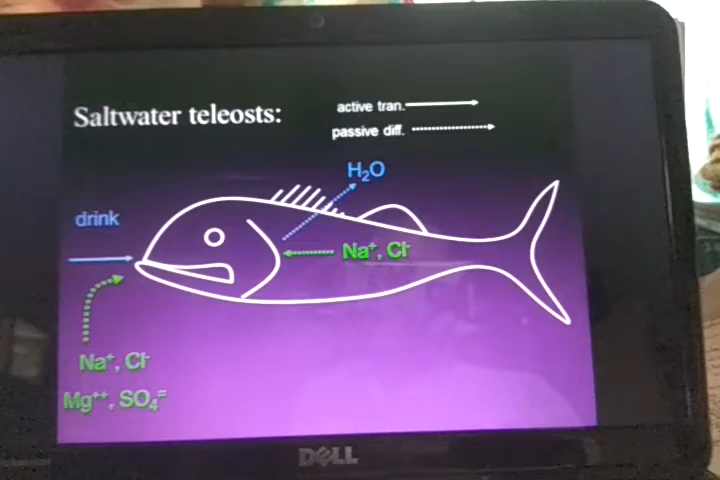 Saltwater teleosts:
active tran.
passive diff.
H₂O
drink
Na⁺, Cl⁻
Na⁺, Cl⁻
Mg⁺⁺, SO₄⁼
DELL